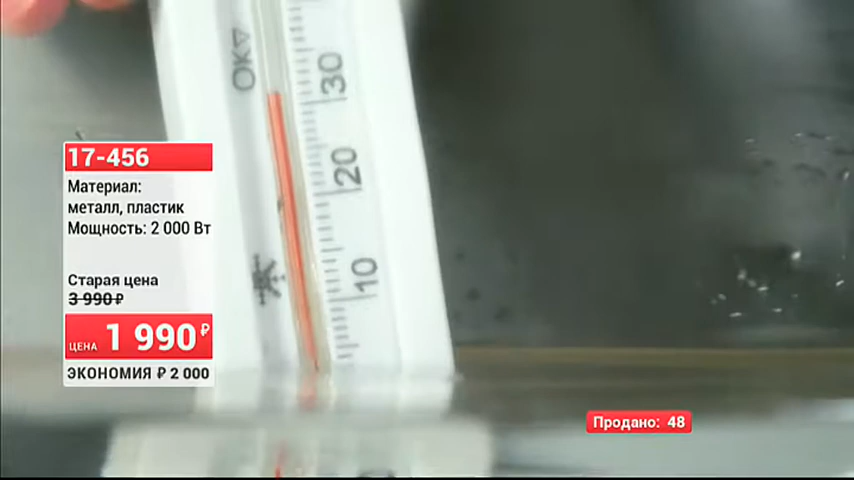 OK
30
20
10
17-456
Материал:
металл, пластик
Мощность: 2 000 Вт
Старая цена
3 990 ₽
ЦЕНА 1 990 ₽
ЭКОНОМИЯ ₽ 2 000
Продано: 48